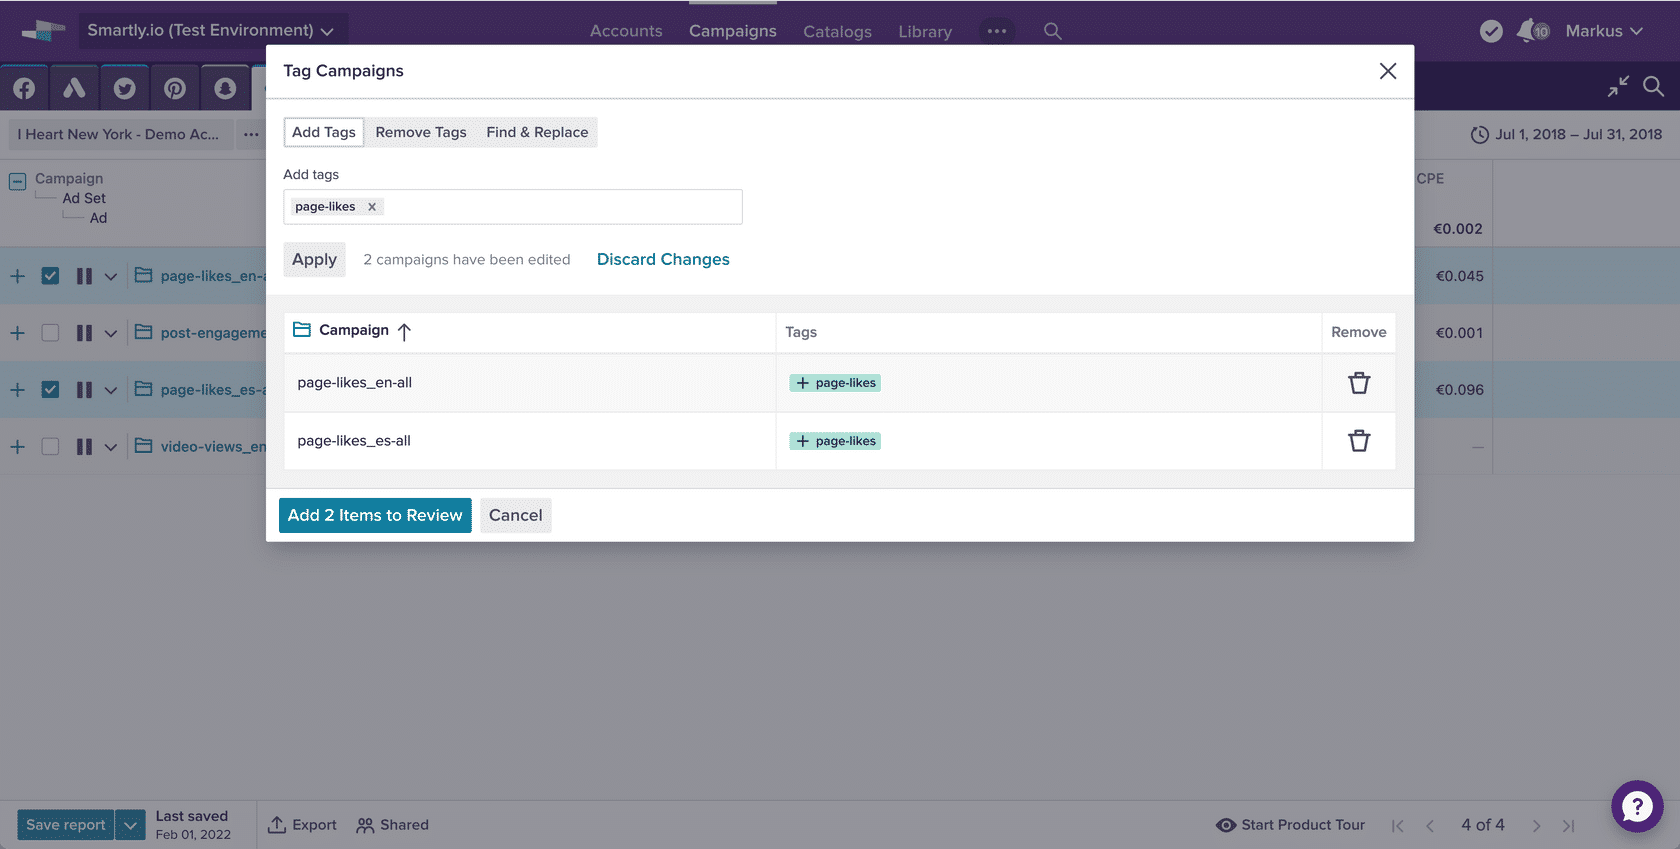 Smartly.io (Test Environment)
Accounts
Campaigns
Catalogs
Library
10
Markus
I Heart New York - Demo Ac...
Jul 1, 2018 – Jul 31, 2018
Tag Campaigns
Add Tags
Remove Tags
Find & Replace
Add tags
page-likes
Apply
2 campaigns have been edited
Discard Changes
Campaign
Tags
Remove
page-likes_en-all
+ page-likes
page-likes_es-all
+ page-likes
Add 2 Items to Review
Cancel
Campaign
Ad Set
Ad
CPE
€0.002
page-likes_en-a
€0.045
post-engageme
€0.001
page-likes_es-a
€0.096
video-views_en
—
Save report
Last saved
Feb 01, 2022
Export
Shared
Start Product Tour
4 of 4